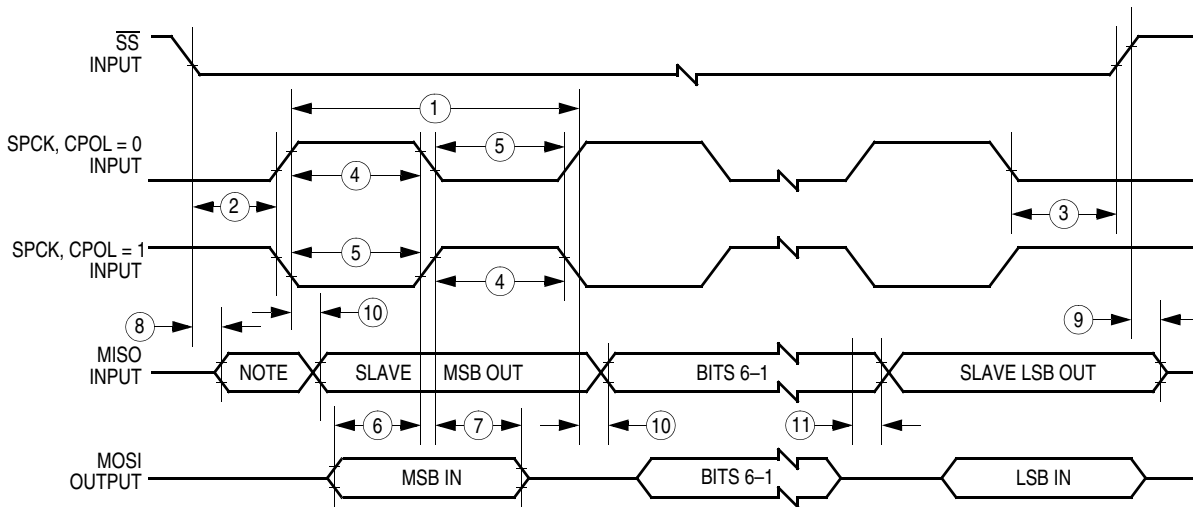 SS
INPUT
1
SPCK, CPOL = 0
INPUT
5
4
2
3
SPCK, CPOL = 1
INPUT
5
4
8
10
9
MISO
INPUT
NOTE
SLAVE MSB OUT
BITS 6–1
SLAVE LSB OUT
6
7
10
11
MOSI
OUTPUT
MSB IN
BITS 6–1
LSB IN